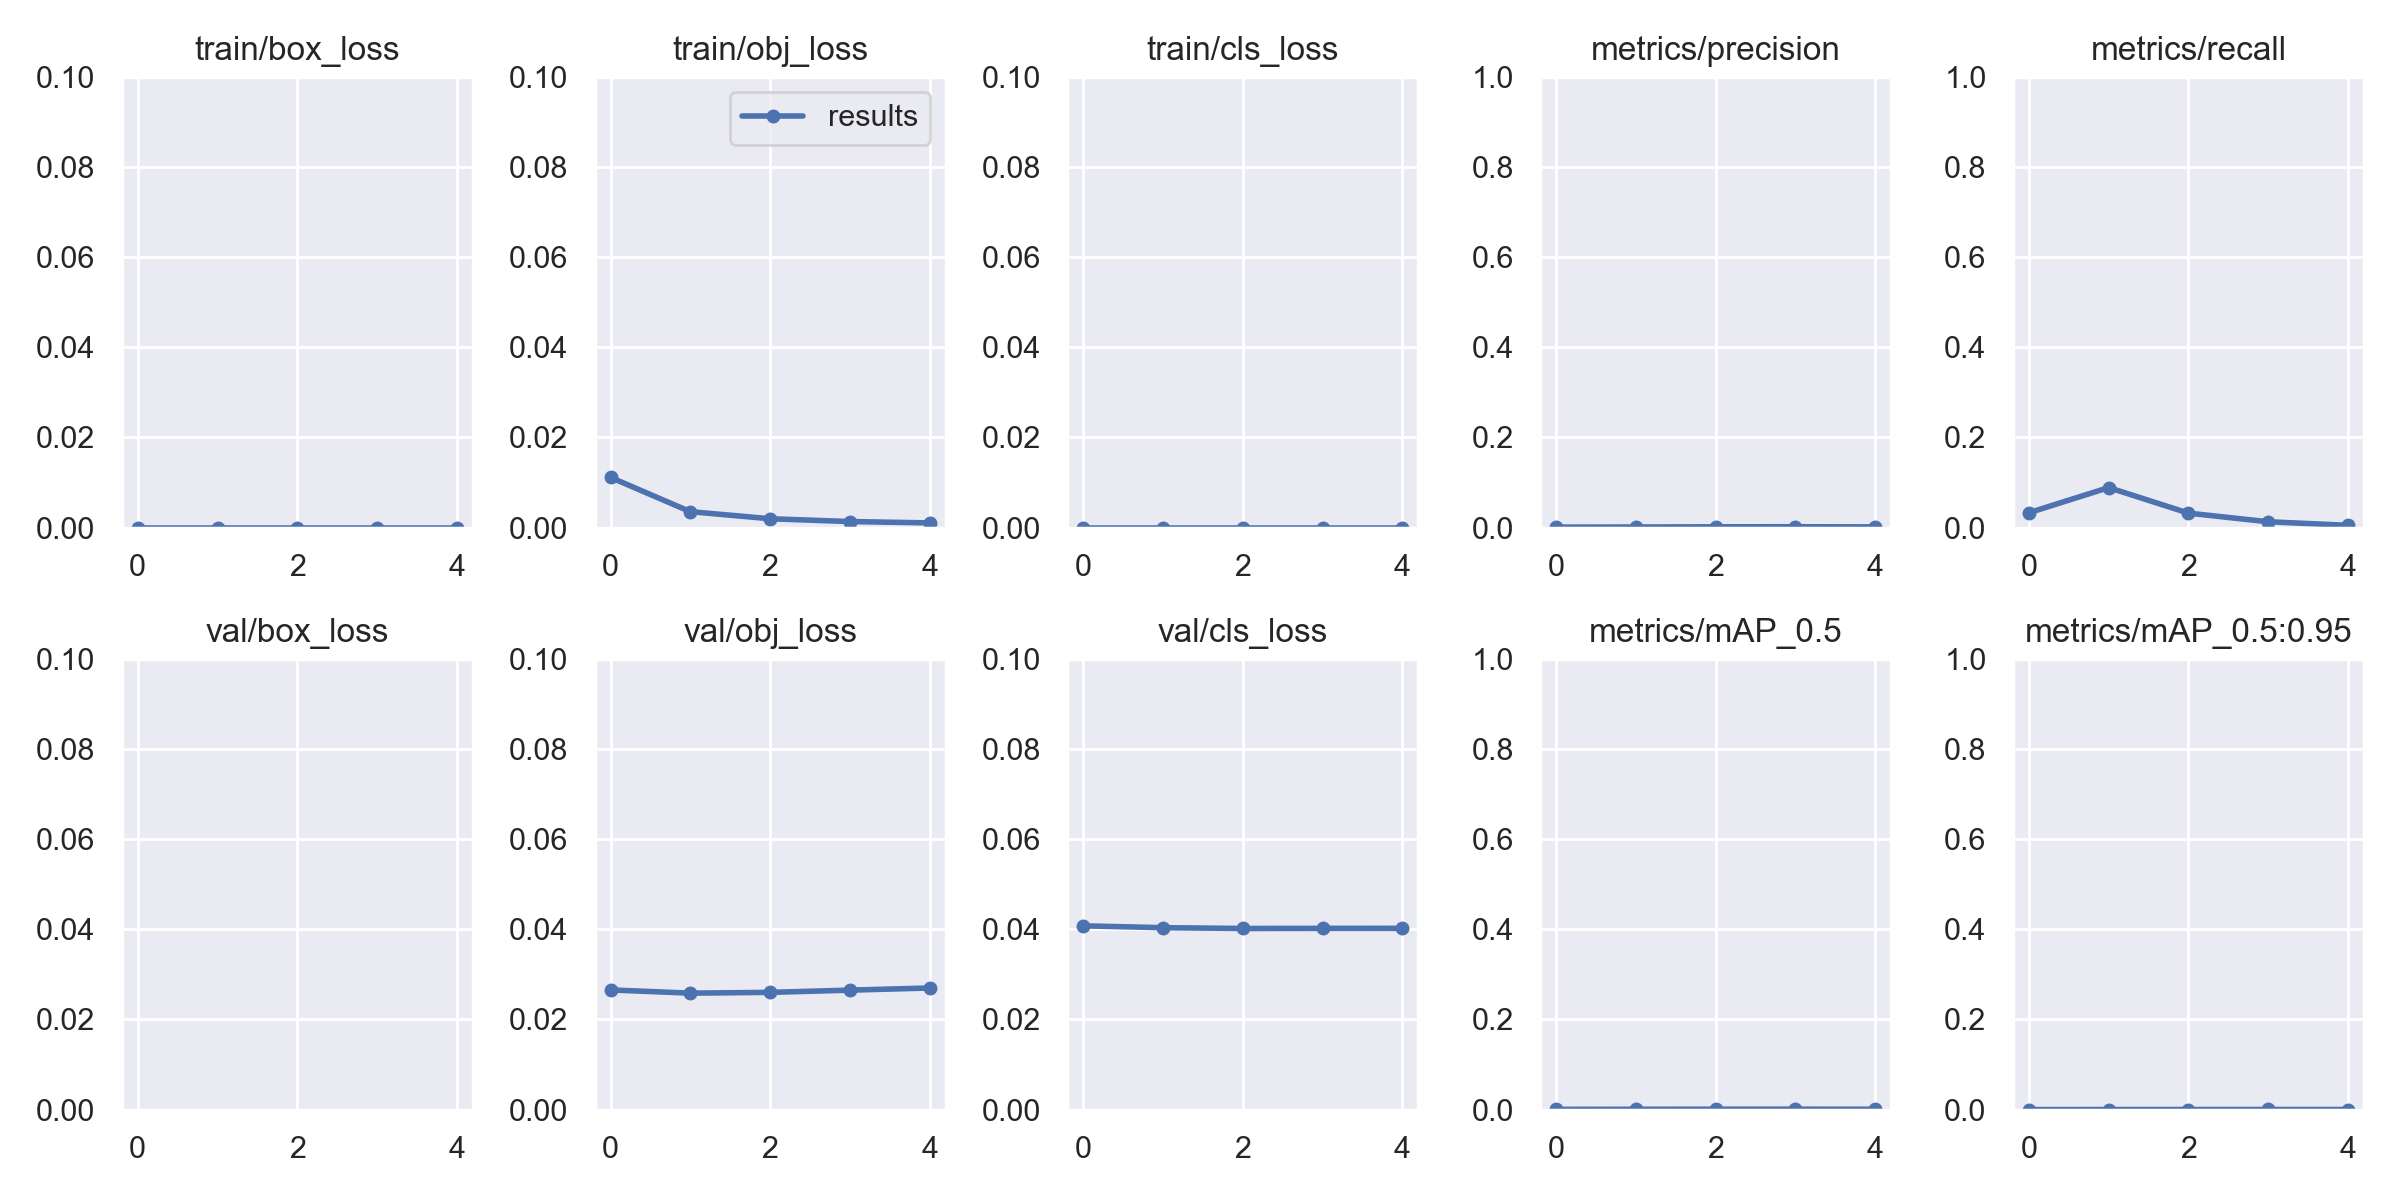 train/box_loss train/obj_loss train/cls_loss metrics/precision metrics/recall
0.10 0.10 0.10 1.0 1.0
results
0.08 0.08 0.08 0.8 0.8
0.06 0.06 0.06 0.6 0.6
0.04 0.04 0.04 0.4 0.4
0.02 0.02 0.02 0.2 0.2
0.00 0.00 0.00 0.0 0.0
0 2 4 0 2 4 0 2 4 0 2 4 0 2 4
val/box_loss val/obj_loss val/cls_loss metrics/mAP_0.5 metrics/mAP_0.5:0.95
0.10 0.10 0.10 1.0 1.0
0.08 0.08 0.08 0.8 0.8
0.06 0.06 0.06 0.6 0.6
0.04 0.04 0.04 0.4 0.4
0.02 0.02 0.02 0.2 0.2
0.00 0.00 0.00 0.0 0.0
0 2 4 0 2 4 0 2 4 0 2 4 0 2 4